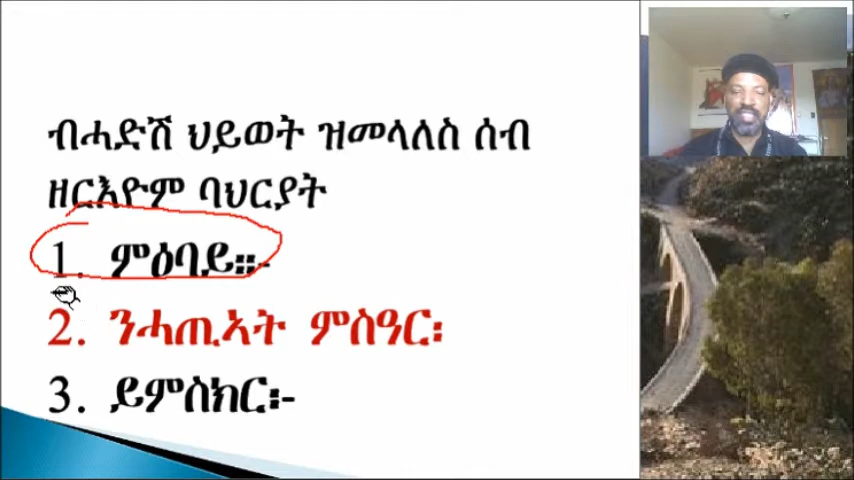 ብሓድሽ ህይወት ዝመላለስ ሰብ
ዘርእዮም ባህርያት
1. ምዕባይ።፡-
2. ንሓጢኣት ምስዓር፡
3. ይምስክር፡-